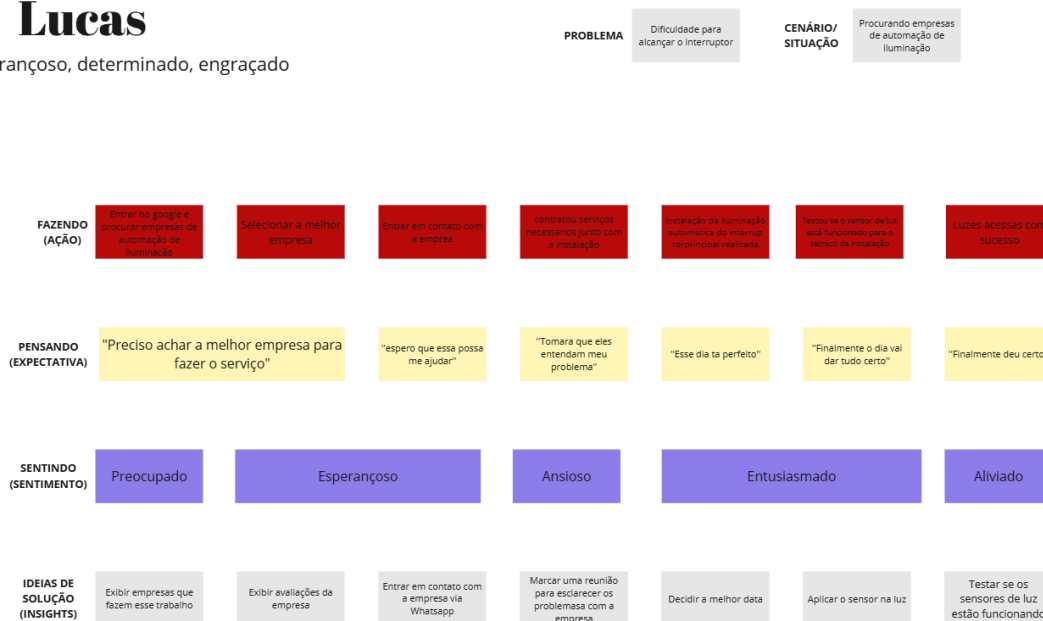 Lucas
rançoso, determinado, engraçado
PROBLEMA
Dificuldade para
alcançar o interruptor
CENÁRIO/
SITUAÇÃO
Procurando empresas
de automação de
iluminação
FAZENDO
(AÇÃO)
Entrar no google e
procurar empresas de
automação de
iluminacão
Selecionar a melhor
empresa
Entrar em contato com
a emprea
contratou serviços
necessarios junto com
a instalação
Instalação da iluminação
automatica do interrup
corprincipal realizada
Testou se o sensor de luz,
está funcionado para o
tecnico da instalação
Luzes acessas com
sucesso
PENSANDO
(EXPECTATIVA)
"Preciso achar a melhor empresa para
fazer o serviço"
"espero que essa possa
me ajudar"
"Tomara que eles
entendam meu
problema"
"Esse dia ta perfeito"
"Finalmente o dia vai
dar tudo certo"
"Finalmente deu certo
SENTINDO
(SENTIMENTO)
Preocupado
Esperançoso
Ansioso
Entusiasmado
Aliviado
IDEIAS DE
SOLUÇÃO
(INSIGHTS)
Exibir empresas que
fazem esse trabalho
Exibir avaliações da
empresa
Entrar em contato com
a empresa via
Whatsapp
Marcar uma reunião
para esclarecer os
problemasa com a
empresa
Decidir a melhor data
Aplicar o sensor na luz
Testar se os
sensores de luz
estão funcionando